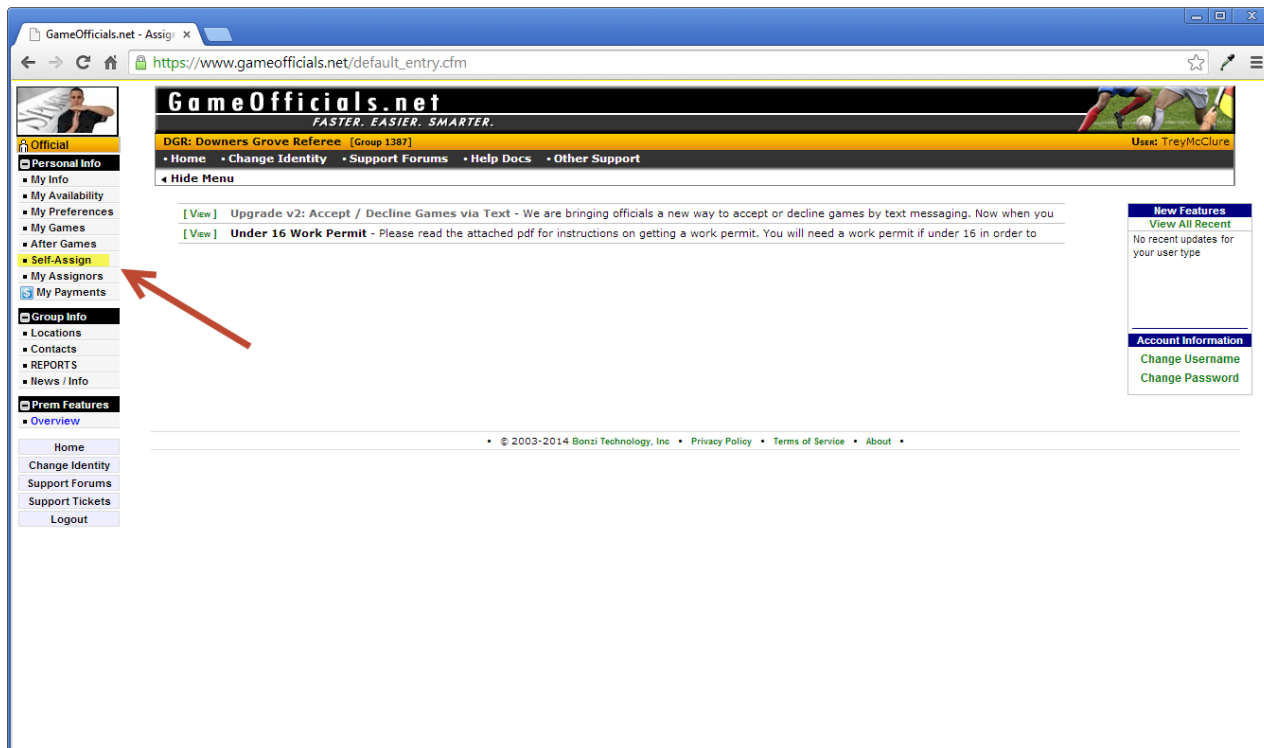 GameOfficials.net - Assigr
https://www.gameofficials.net/default_entry.cfm
GameOfficials.net
FASTER. EASIER. SMARTER.
DGR: Downers Grove Referee [Group 1387]
User: TreyMcClure
• Home • Change Identity • Support Forums • Help Docs • Other Support
Hide Menu
Official
Personal Info
My Info
My Availability
My Preferences
My Games
After Games
Self-Assign
My Assignors
My Payments
Group Info
Locations
Contacts
REPORTS
News / Info
Prem Features
Overview
Home
Change Identity
Support Forums
Support Tickets
Logout
[ View ] Upgrade v2: Accept / Decline Games via Text - We are bringing officials a new way to accept or decline games by text messaging. Now when you
[ View ] Under 16 Work Permit - Please read the attached pdf for instructions on getting a work permit. You will need a work permit if under 16 in order to
New Features
View All Recent
No recent updates for
your user type
Account Information
Change Username
Change Password
• © 2003-2014 Bonzi Technology, Inc • Privacy Policy • Terms of Service • About •